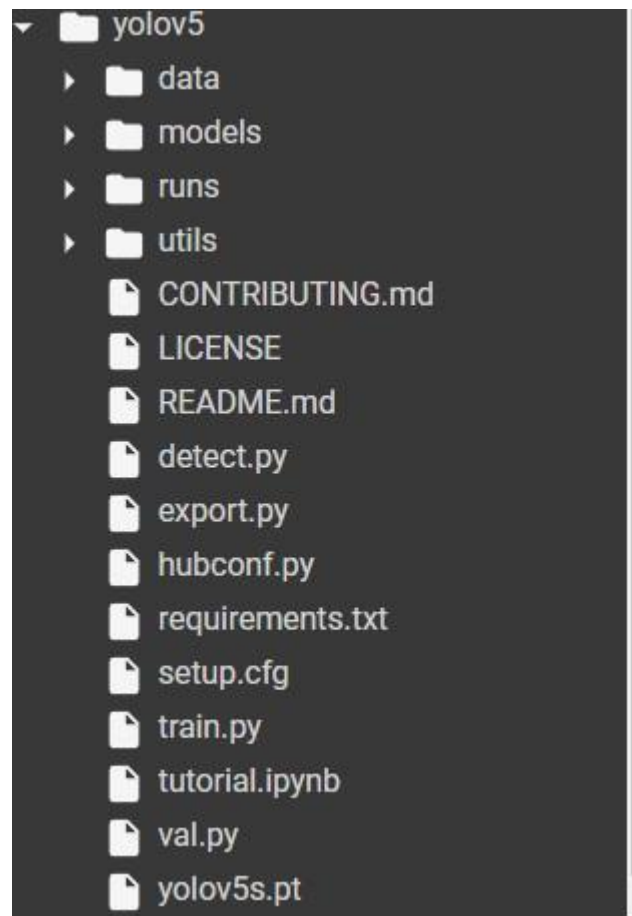 yolov5
data
models
runs
utils
CONTRIBUTING.md
LICENSE
README.md
detect.py
export.py
hubconf.py
requirements.txt
setup.cfg
train.py
tutorial.ipynb
val.py
yolov5s.pt